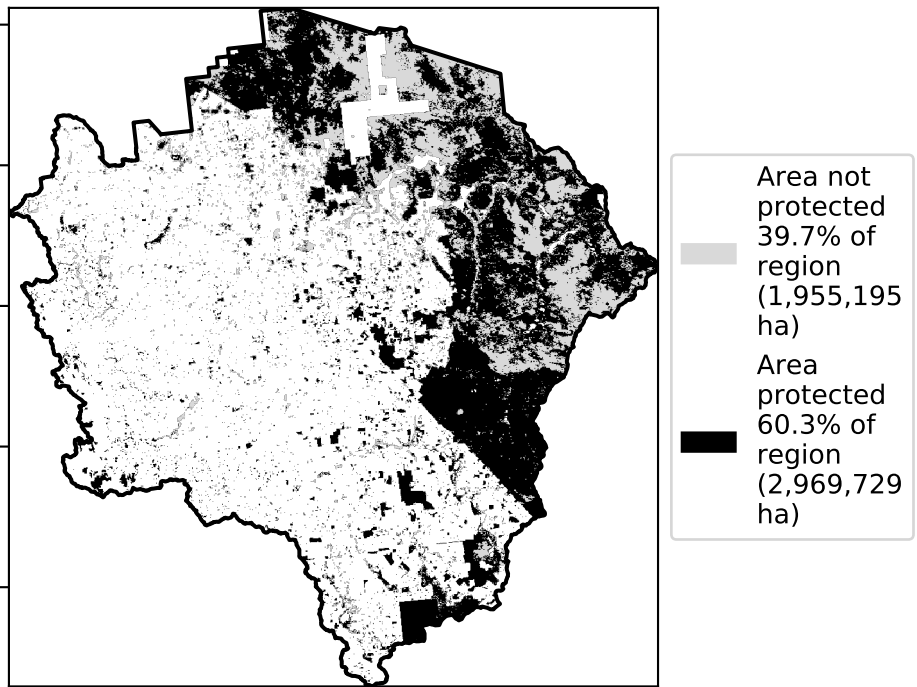 Area not
protected
39.7% of
region
(1,955,195
ha)
Area
protected
60.3% of
region
(2,969,729
ha)